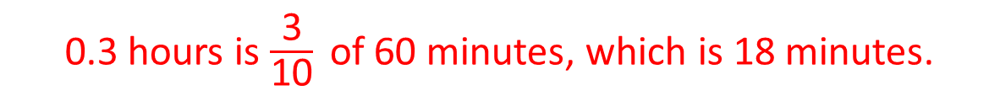 0.3 hours is 3/10 of 60 minutes, which is 18 minutes.